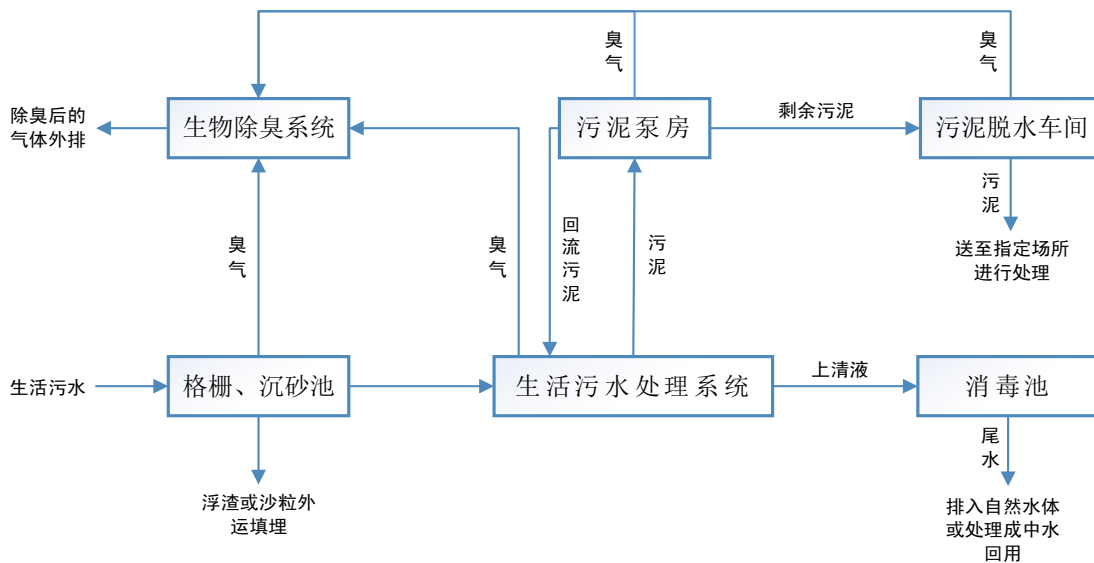 臭气
臭气
除臭后的
气体外排
生物除臭系统
污泥泵房
剩余污泥
污泥脱水车间
污泥
臭气
臭气
回流污泥
污泥
送至指定场所
进行处理
生活污水
格栅、沉砂池
生活污水处理系统
上清液
消毒池
尾水
浮渣或沙粒外
运填埋
排入自然水体
或处理成中水
回用